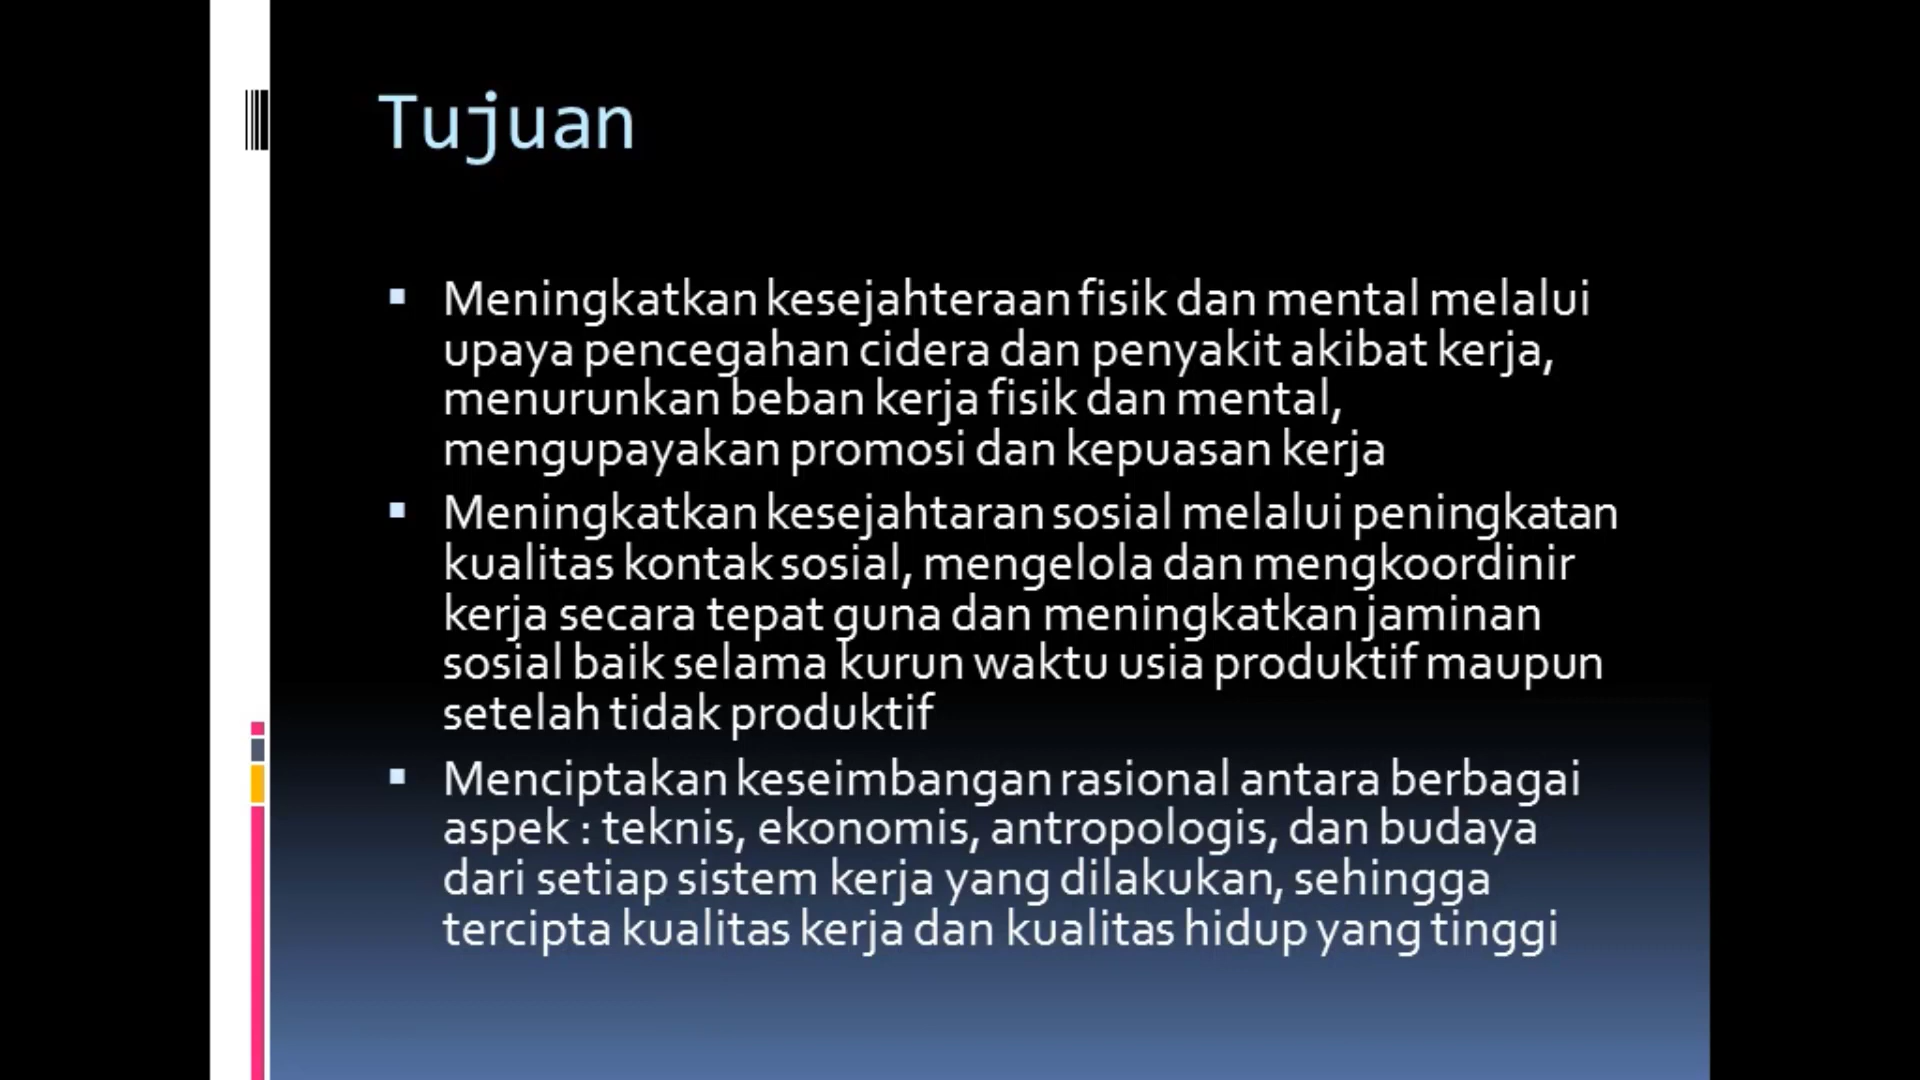 Tujuan
Meningkatkan kesejahteraan fisik dan mental melalui
upaya pencegahan cidera dan penyakit akibat kerja,
menurunkan beban kerja fisik dan mental,
mengupayakan promosi dan kepuasan kerja
Meningkatkan kesejahtaran sosial melalui peningkatan
kualitas kontak sosial, mengelola dan mengkoordinir
kerja secara tepat guna dan meningkatkan jaminan
sosial baik selama kurun waktu usia produktif maupun
setelah tidak produktif
Menciptakan keseimbangan rasional antara berbagai
aspek : teknis, ekonomis, antropologis, dan budaya
dari setiap sistem kerja yang dilakukan, sehingga
tercipta kualitas kerja dan kualitas hidup yang tinggi